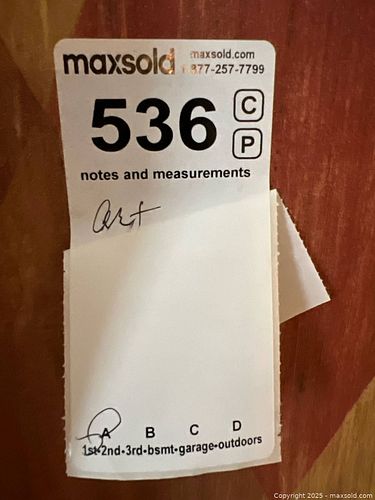 maxsold maxsold.com
1-877-257-7799
536 C
P
notes and measurements
Art
A B C D
1st•2nd•3rd•bsmt•garage•outdoors
Copyright 2025 - maxsold.com